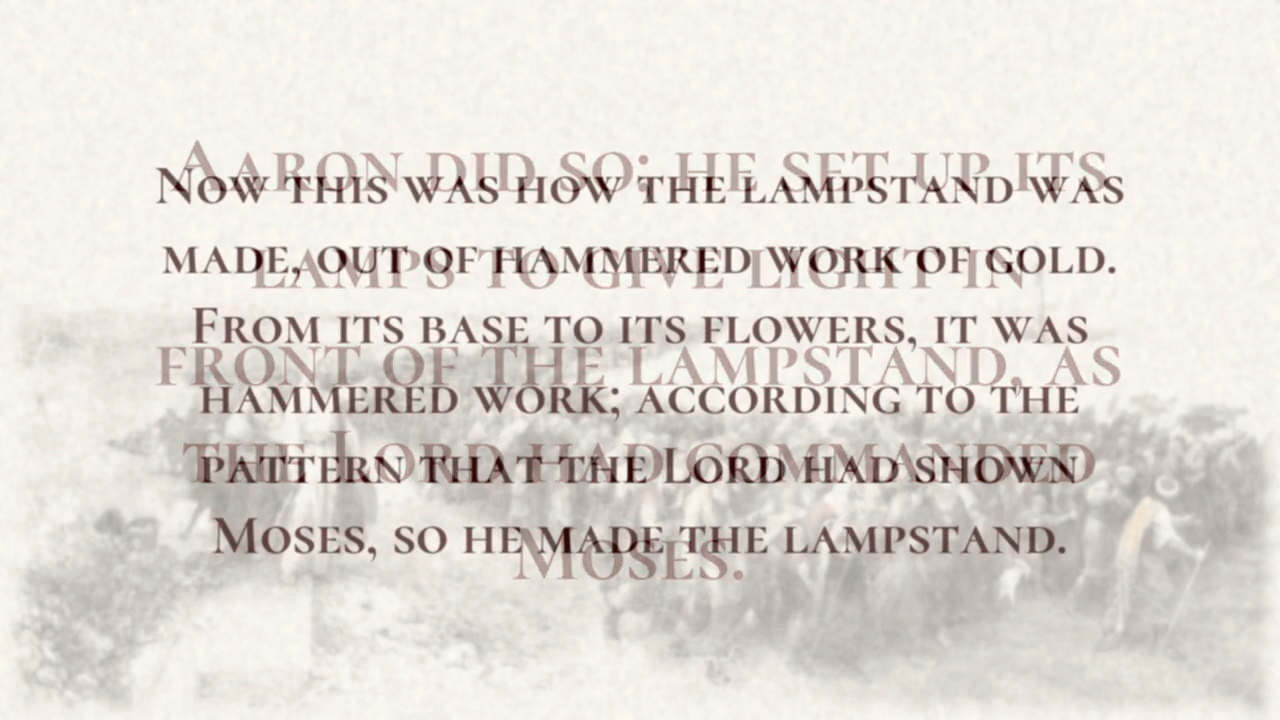 Aaron did so; he set up its
lamps to give light in
front of the lampstand, as
the Lord had commanded
Moses.
Now this was how the lampstand was
made, out of hammered work of gold.
From its base to its flowers, it was
hammered work; according to the
pattern that the Lord had shown
Moses, so he made the lampstand.